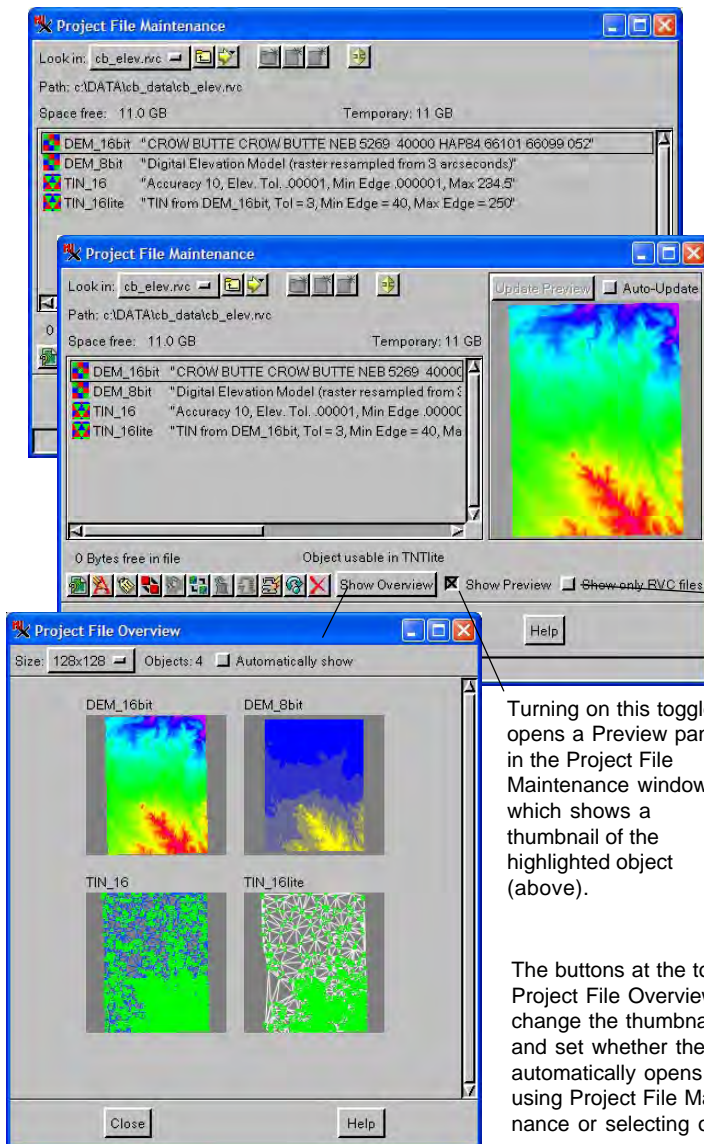 Project File Maintenance
Look in: cb_elev.rvc
Path: c:\DATA\cb_data\cb_elev.rvc
Space free: 11.0 GB Temporary: 11 GB
DEM_16bit "CROW BUTTE CROW BUTTE NEB 5269 40000 HAP84 66101 66099 052"
DEM_8bit "Digital Elevation Model (raster resampled from 3 arcseconds)"
TIN_16 "Accuracy 10, Elev. Tol. .00001, Min Edge .000001, Max 234.5"
TIN_16lite "TIN from DEM_16bit, Tol = 3, Min Edge = 40, Max Edge = 250"
0
Project File Maintenance
Look in: cb_elev.rvc
Update Preview Auto-Update
Path: c:\DATA\cb_data\cb_elev.rvc
Space free: 11.0 GB Temporary: 11 GB
DEM_16bit "CROW BUTTE CROW BUTTE NEB 5269 4000
DEM_8bit "Digital Elevation Model (raster resampled from
TIN_16 "Accuracy 10, Elev. Tol. .00001, Min Edge .0000
TIN_16lite "TIN from DEM_16bit, Tol = 3, Min Edge = 40, Ma
0 Bytes free in file Object usable in TNTlite
Show Overview Show Preview Show only RVC files
Help
Project File Overview
Size: 128x128 Objects: 4 Automatically show
DEM_16bit DEM_8bit
TIN_16 TIN_16lite
Close Help
Turning on this toggle
opens a Preview pan
in the Project File
Maintenance window
which shows a
thumbnail of the
highlighted object
(above).
The buttons at the to
Project File Overview
change the thumbna
and set whether the
automatically opens
using Project File Ma
nance or selecting o